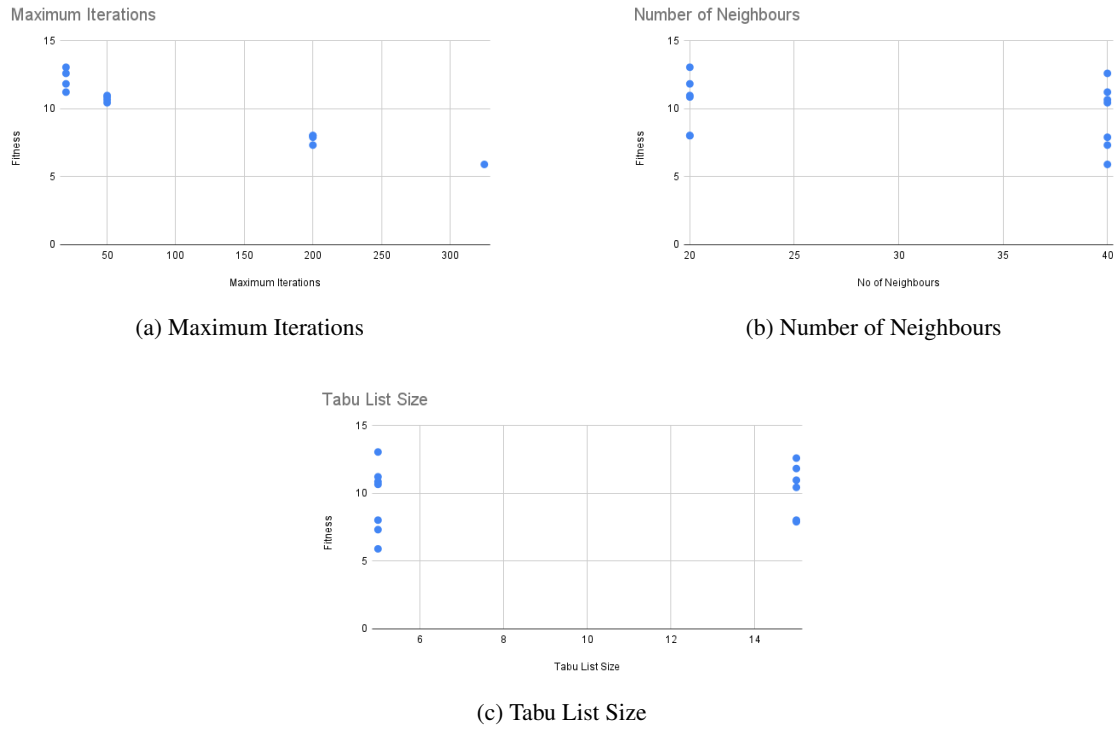 Maximum Iterations
15
10
5
0
Fitness
50 100 150 200 250 300
Maximum Iterations
(a) Maximum Iterations
Number of Neighbours
15
10
5
0
Fitness
20 25 30 35 40
No of Neighbours
(b) Number of Neighbours
Tabu List Size
15
10
5
0
Fitness
6 8 10 12 14
Tabu List Size
(c) Tabu List Size